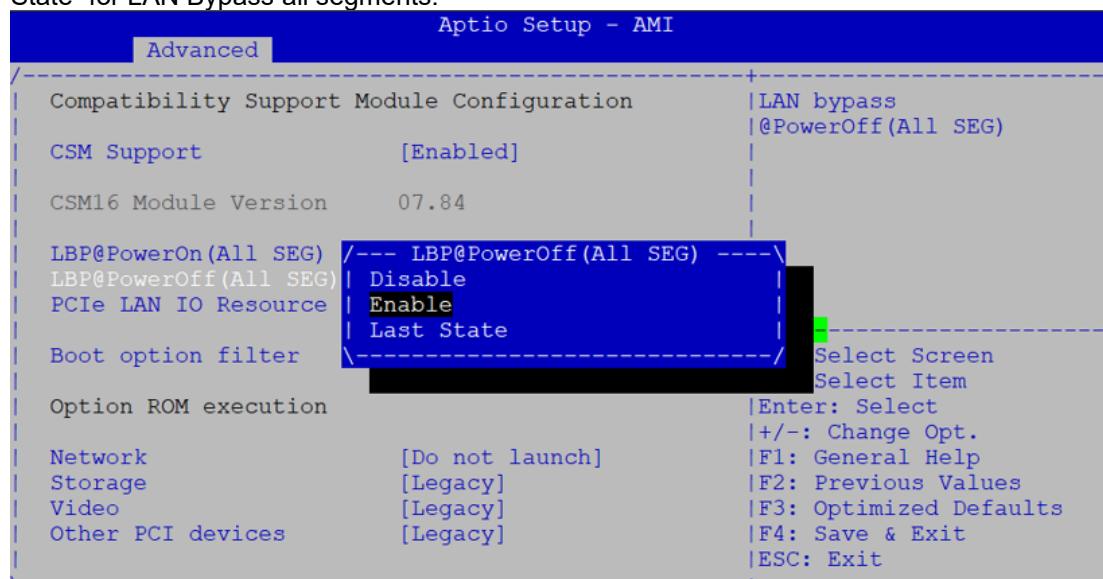 State" for LAN Bypass all segments.
Aptio Setup - AMI
Advanced
/-----------------------------------------------------+-------------------------
| Compatibility Support Module Configuration |LAN bypass
| |@PowerOff(All SEG)
| CSM Support [Enabled] |
| CSM16 Module Version 07.84 |
| LBP@PowerOn(All SEG) /--- LBP@PowerOff(All SEG) ----\
| LBP@PowerOff(All SEG)| Disable |
| PCIe LAN IO Resource | Enable |
| | Last State |
| Boot option filter \------------------------------/ Select Screen
| Select Item
| Option ROM execution |Enter: Select
| |+/-: Change Opt.
| Network [Do not launch] |F1: General Help
| Storage [Legacy] |F2: Previous Values
| Video [Legacy] |F3: Optimized Defaults
| Other PCI devices [Legacy] |F4: Save & Exit
| |ESC: Exit